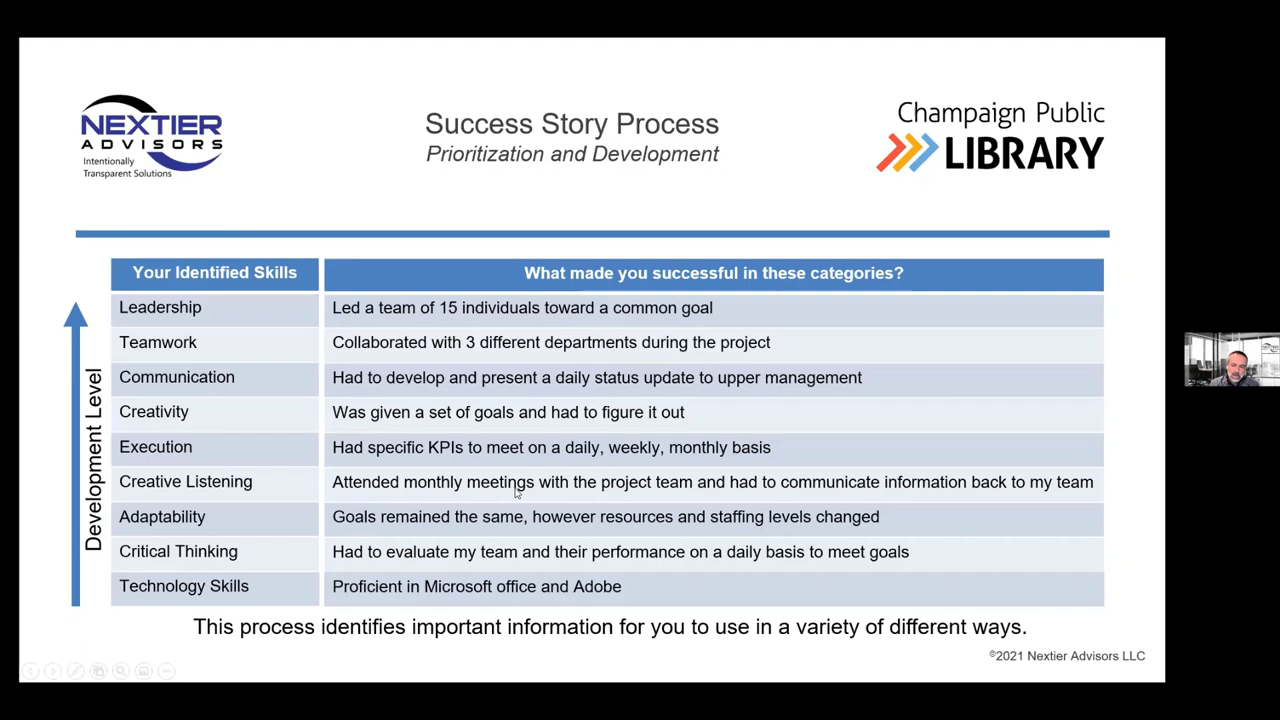 NEXTIER
ADVISORS
Intentionally
Transparent Solutions
Success Story Process
Prioritization and Development
Champaign Public
LIBRARY
Your Identified Skills
What made you successful in these categories?
Leadership
Led a team of 15 individuals toward a common goal
Teamwork
Collaborated with 3 different departments during the project
Communication
Had to develop and present a daily status update to upper management
Creativity
Was given a set of goals and had to figure it out
Execution
Had specific KPIs to meet on a daily, weekly, monthly basis
Creative Listening
Attended monthly meetings with the project team and had to communicate information back to my team
Adaptability
Goals remained the same, however resources and staffing levels changed
Critical Thinking
Had to evaluate my team and their performance on a daily basis to meet goals
Technology Skills
Proficient in Microsoft office and Adobe
Development Level
This process identifies important information for you to use in a variety of different ways.
©2021 Nextier Advisors LLC